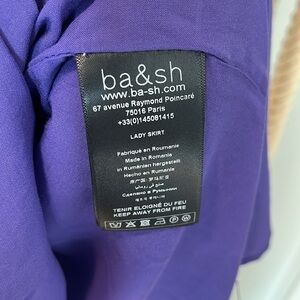 ba&sh
www.ba-sh.com
67 avenue Raymond Poincaré
75016 Paris
+33(0)145081415
LADY SKIRT
Fabriqué en Roumanie
Made in Romania
In Rumänien hergestellt
Hecho en Rumanía
Сделано в Румынии
TENIR ELOIGNÉ DU FEU
KEEP AWAY FROM FIRE